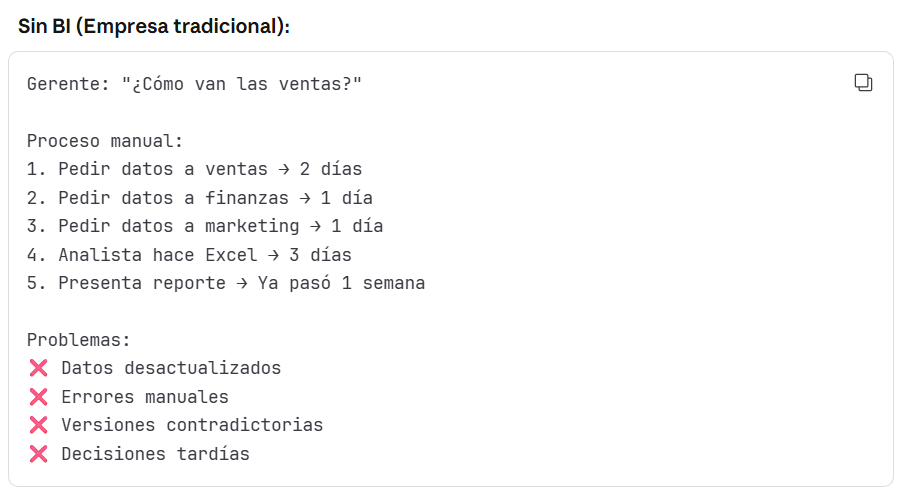 Sin BI (Empresa tradicional):
Gerente: "¿Cómo van las ventas?"
Proceso manual:
1. Pedir datos a ventas → 2 días
2. Pedir datos a finanzas → 1 día
3. Pedir datos a marketing → 1 día
4. Analista hace Excel → 3 días
5. Presenta reporte → Ya pasó 1 semana
Problemas:
❌ Datos desactualizados
❌ Errores manuales
❌ Versiones contradictorias
❌ Decisiones tardías